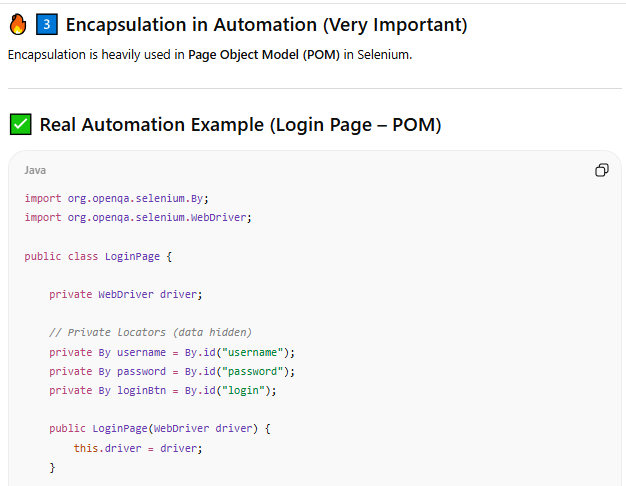 🔥 3️⃣ Encapsulation in Automation (Very Important)
Encapsulation is heavily used in Page Object Model (POM) in Selenium.
✅ Real Automation Example (Login Page – POM)
Java
import org.openqa.selenium.By;
import org.openqa.selenium.WebDriver;
public class LoginPage {
    private WebDriver driver;
    // Private Locators (data hidden)
    private By username = By.id("username");
    private By password = By.id("password");
    private By loginBtn = By.id("login");
    public LoginPage(WebDriver driver) {
        this.driver = driver;
    }